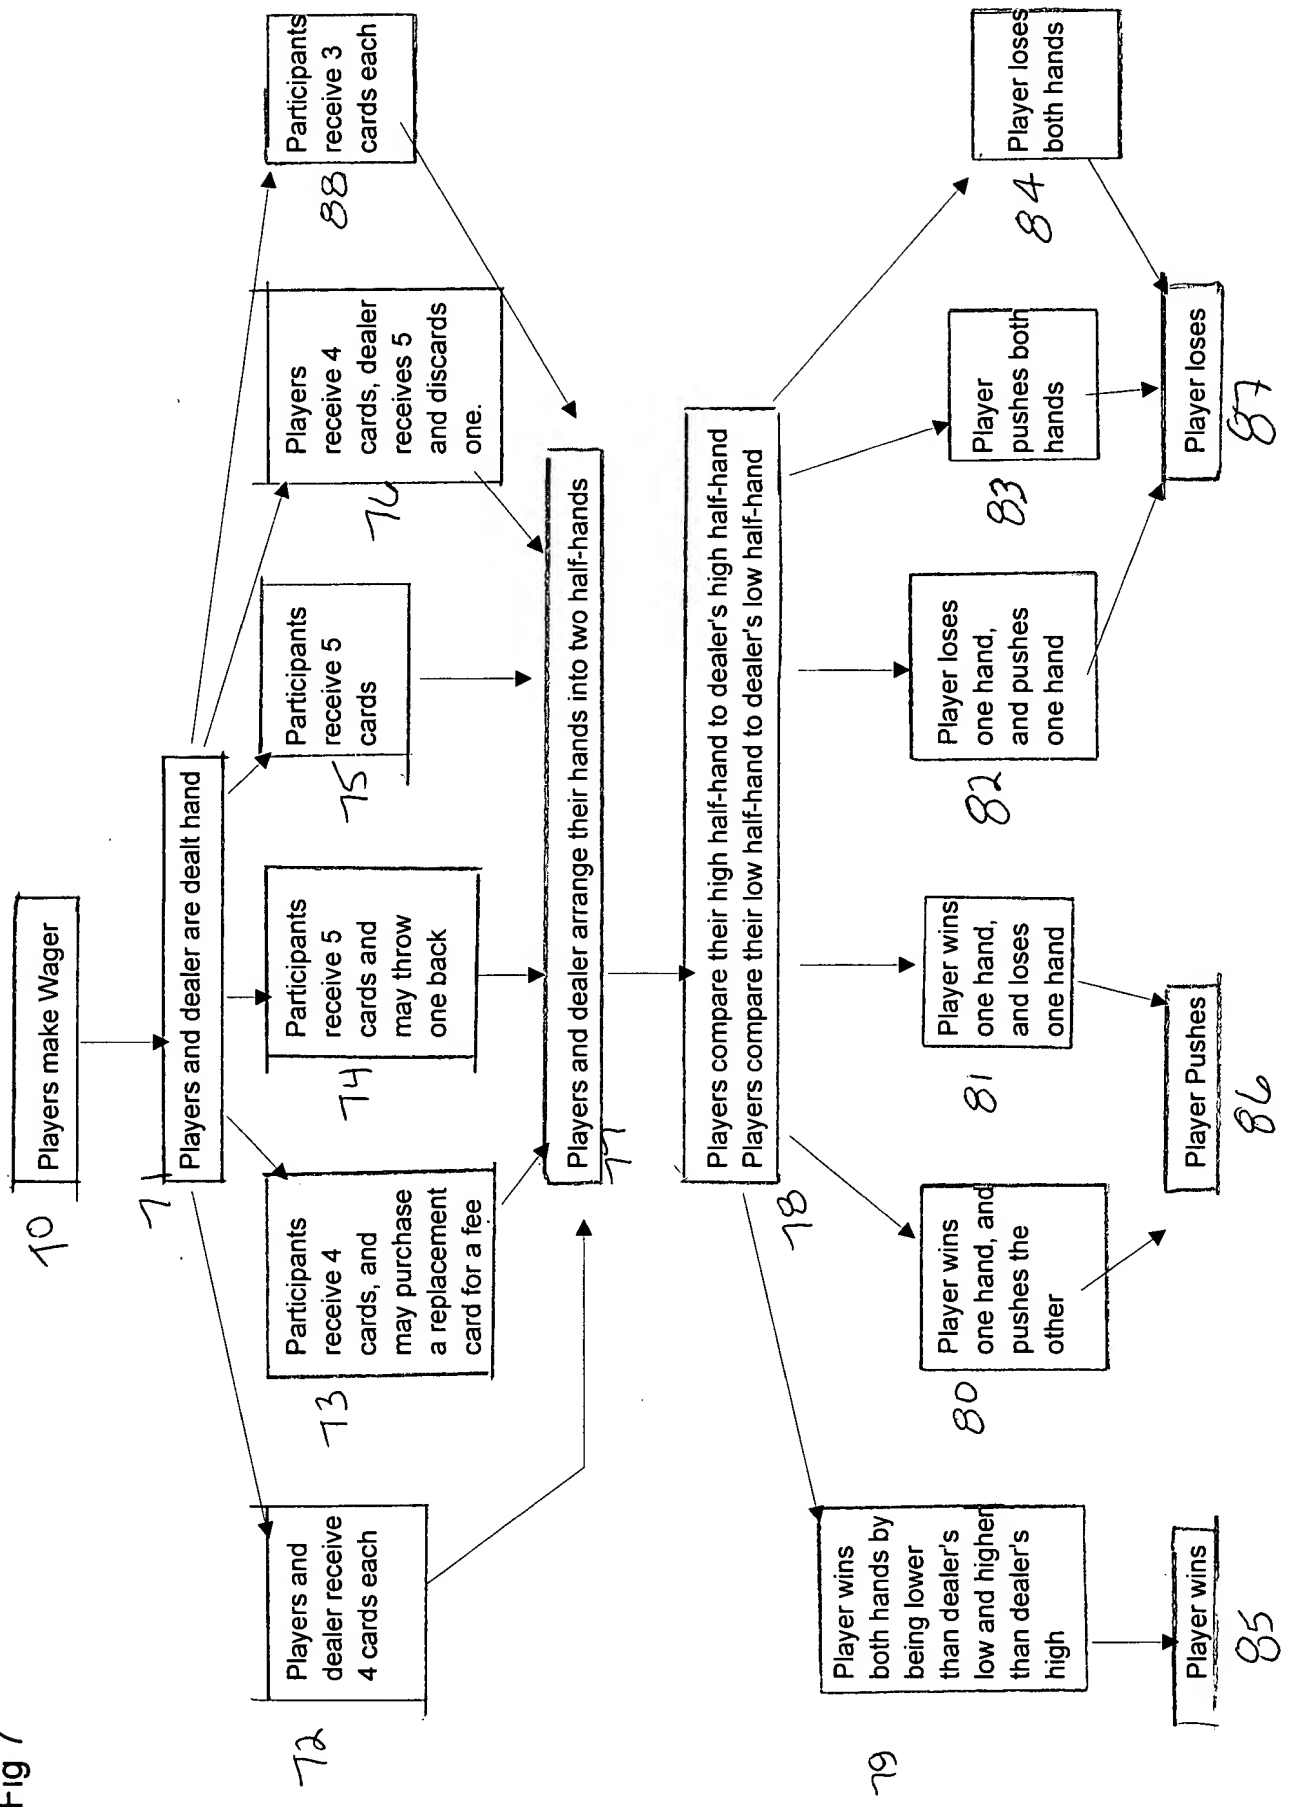 Fig 7
Players make Wager
70
Players and dealer are dealt hand
71
Players and
dealer receive
4 cards each
72
Participants
receive 4
cards, and
may purchase
a replacement
card for a fee
73
Participants
receive 5
cards and
may throw
one back
74
Participants
receive 5
cards
75
Players
receive 4
cards, dealer
receives 5
and discards
one.
76
Participants
receive 3
cards each
88
Players and dealer arrange their hands into two half-hands
77
Players compare their high half-hand to dealer's high half-hand
Players compare their low half-hand to dealer's low half-hand
78
Player wins
both hands by
being lower
than dealer's
low and higher
than dealer's
high
79
Player wins
one hand, and
pushes the
other
80
Player wins
one hand,
and loses
one hand
81
Player loses
one hand,
and pushes
one hand
82
Player
pushes both
hands
83
Player loses
both hands
84
Player wins
85
Player Pushes
86
Player loses
87